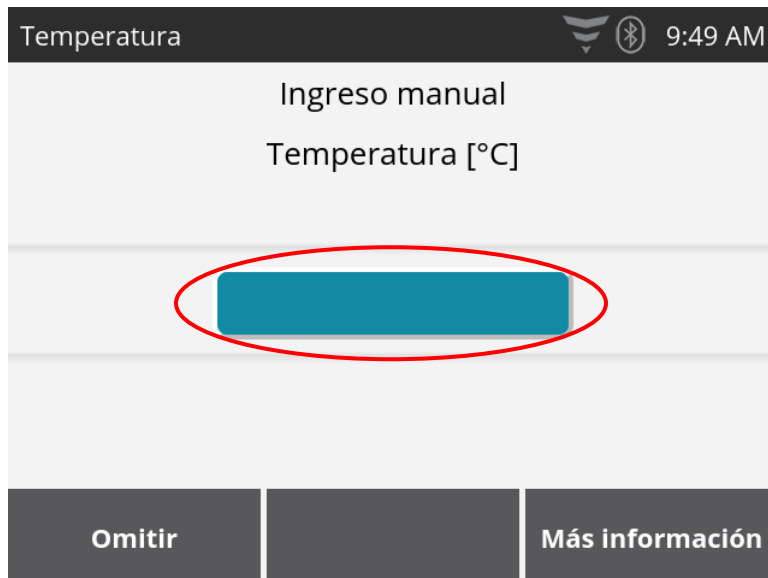 Temperatura 9:49 AM
Ingreso manual
Temperatura [°C]
Omitir Más información